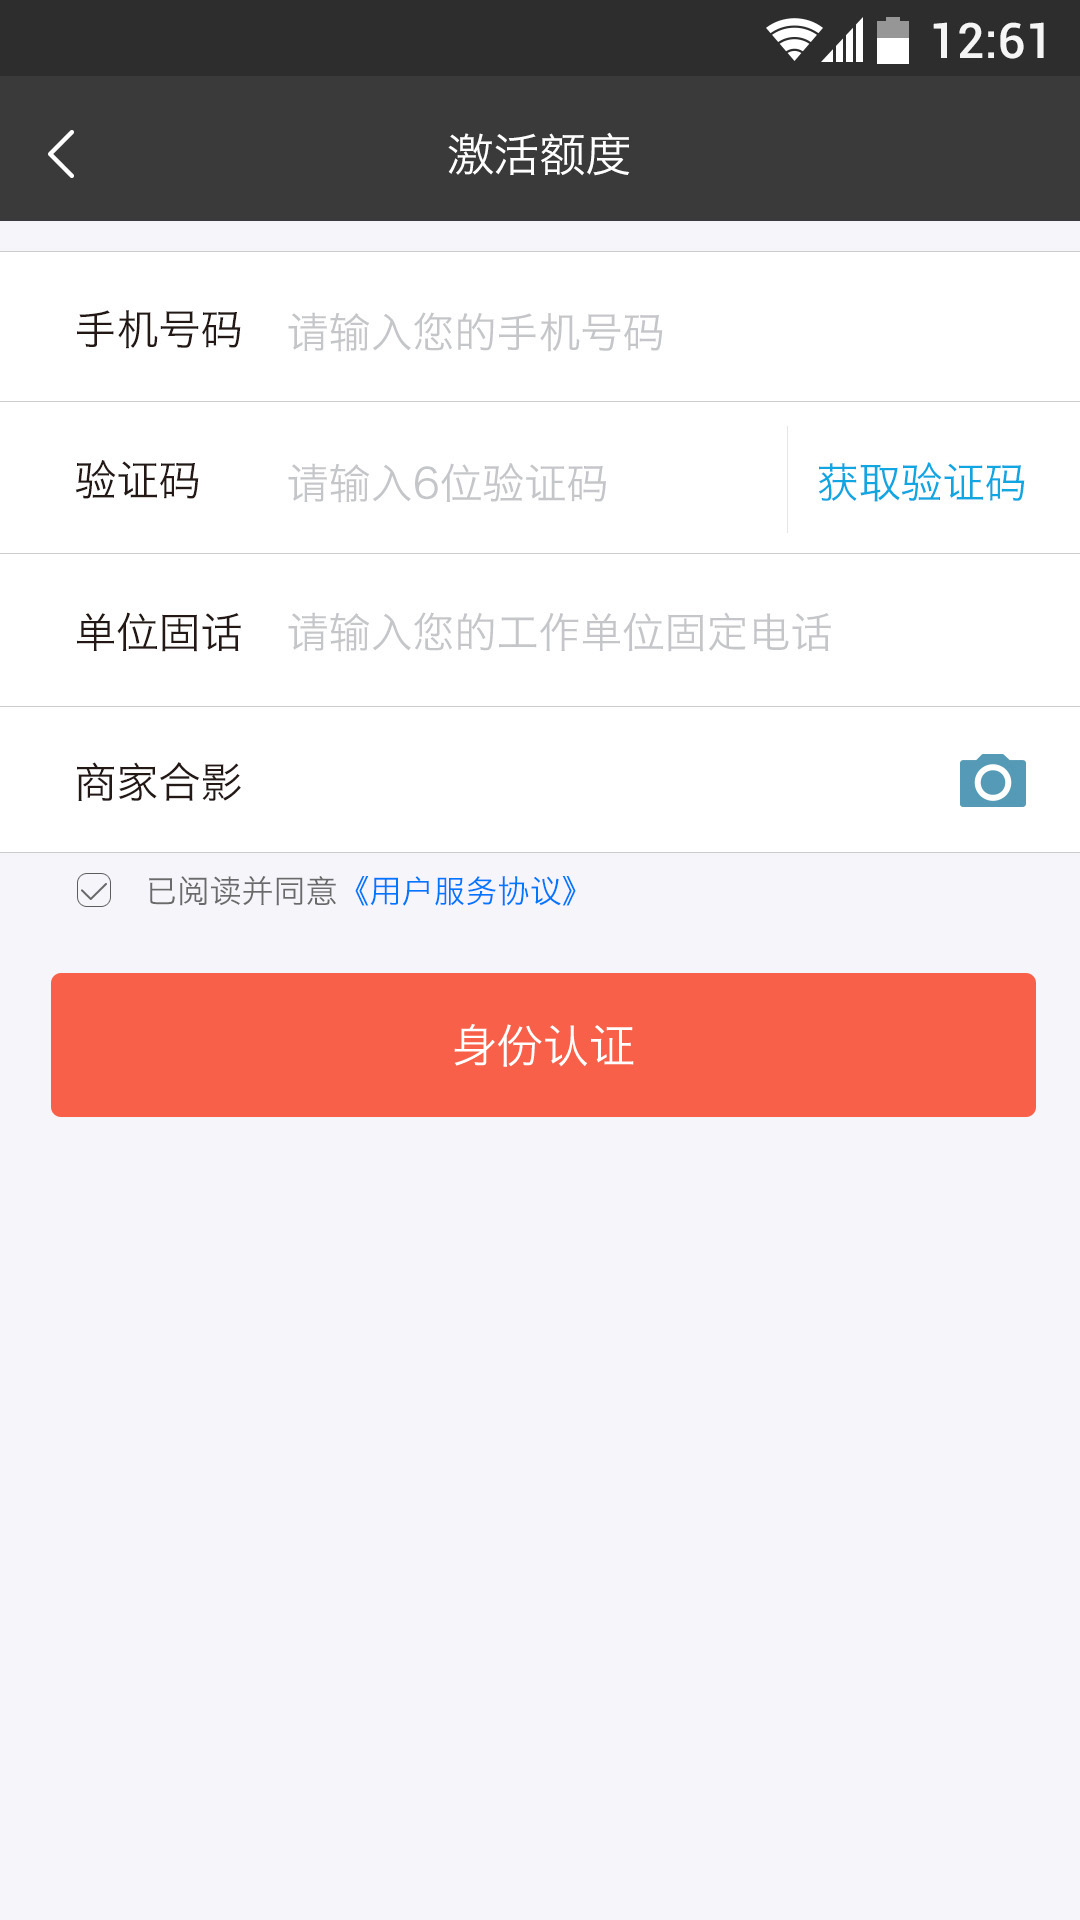 12:61
激活额度
手机号码 请输入您的手机号码
验证码 请输入6位验证码 获取验证码
单位固话 请输入您的工作单位固定电话
商家合影
已阅读并同意《用户服务协议》
身份认证